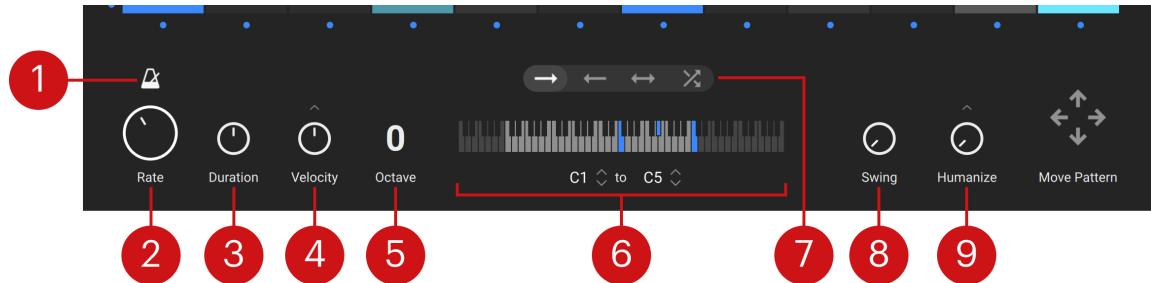 1
0
C1 to C5
Rate Duration Velocity Octave Swing Humanize Move Pattern
2 3 4 5 6 7 8 9